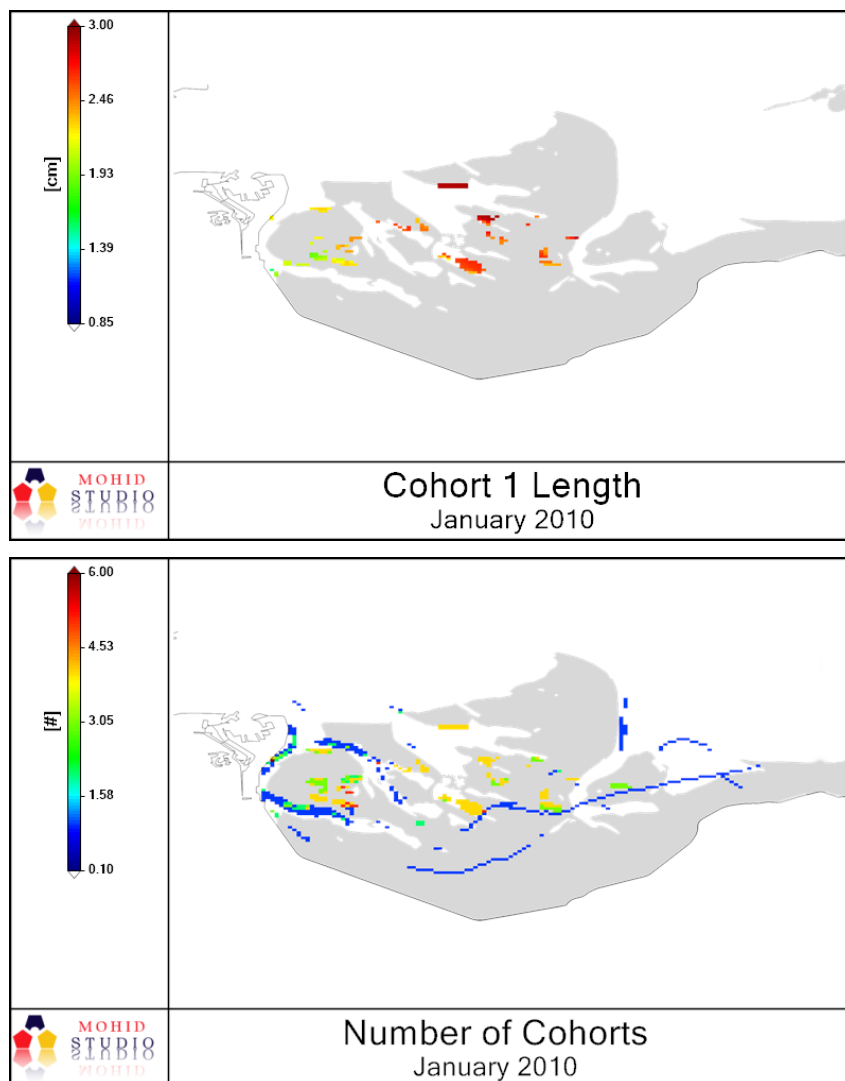 3.00
2.46
1.93
1.39
0.85
[cm]
MOHID
STUDIO
Cohort 1 Length
January 2010
6.00
4.53
3.05
1.58
0.10
[#]
MOHID
STUDIO
Number of Cohorts
January 2010